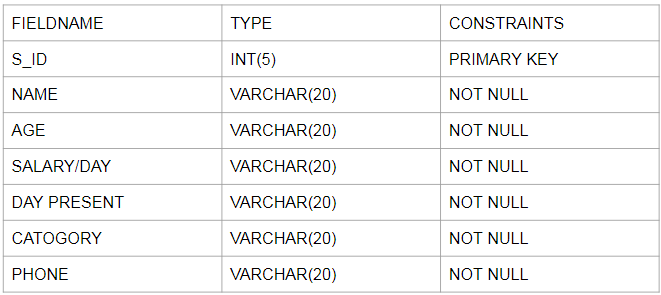 FIELDNAME TYPE CONSTRAINTS
S_ID INT(5) PRIMARY KEY
NAME VARCHAR(20) NOT NULL
AGE VARCHAR(20) NOT NULL
SALARY/DAY VARCHAR(20) NOT NULL
DAY PRESENT VARCHAR(20) NOT NULL
CATOGORY VARCHAR(20) NOT NULL
PHONE VARCHAR(20) NOT NULL